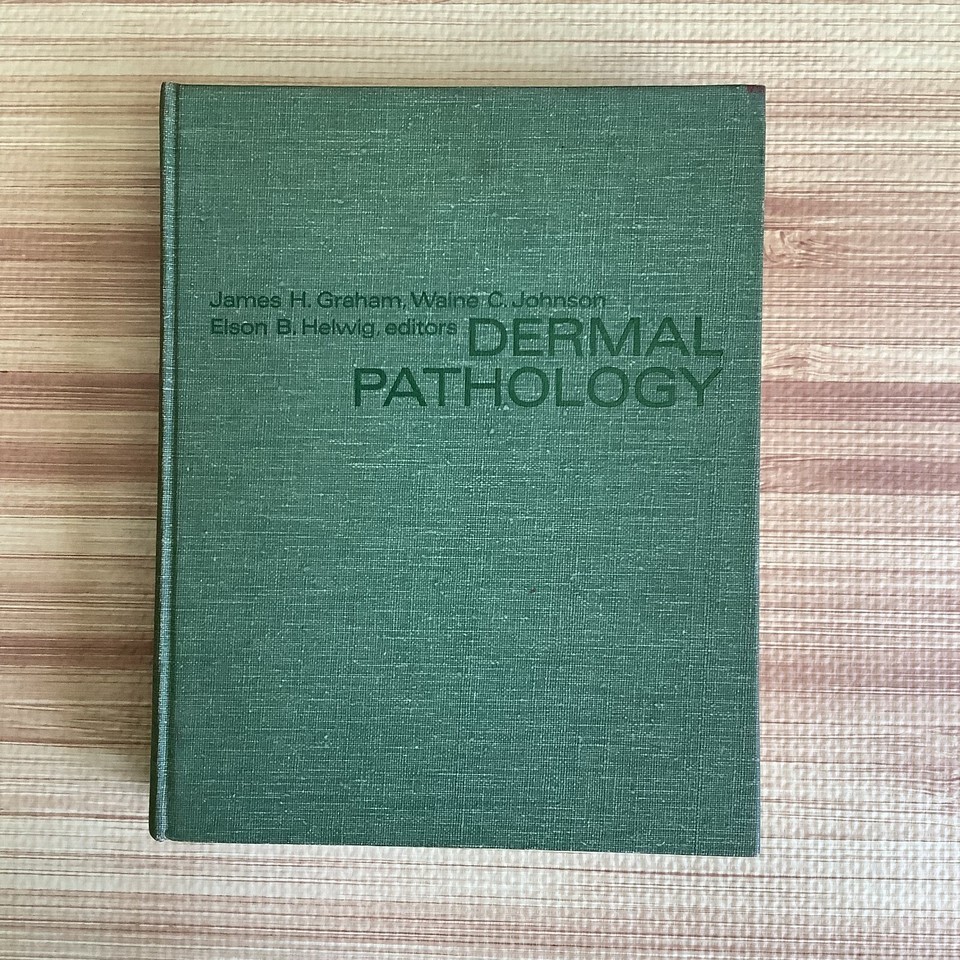 James H. Graham, Waine C. Johnson
Elson B. Helwig, editors
DERMAL
PATHOLOGY